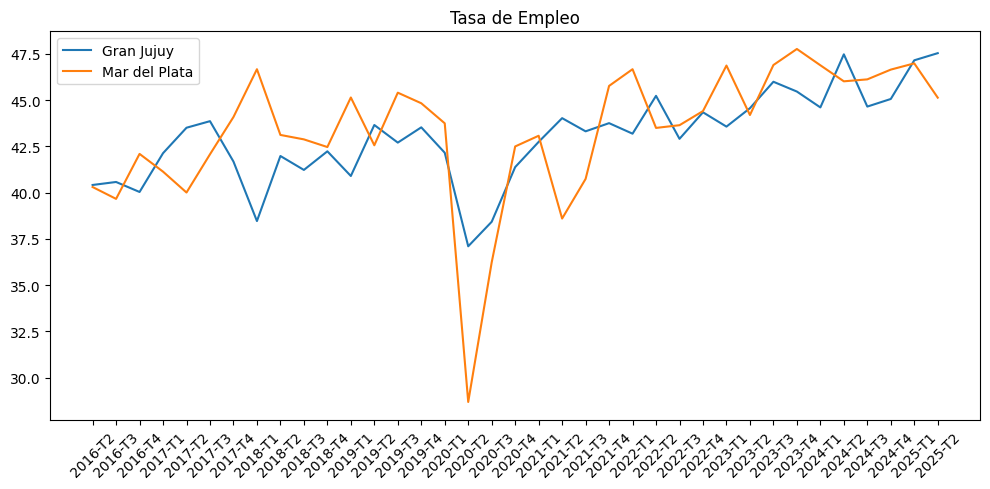 Tasa de Empleo
Gran Jujuy
Mar del Plata
47.5
45.0
42.5
40.0
37.5
35.0
32.5
30.0
2016-T2
2016-T3
2016-T4
2017-T1
2017-T2
2017-T3
2017-T4
2018-T1
2018-T2
2018-T3
2018-T4
2019-T1
2019-T2
2019-T3
2019-T4
2020-T1
2020-T2
2020-T3
2020-T4
2021-T1
2021-T2
2021-T3
2021-T4
2022-T1
2022-T2
2022-T3
2022-T4
2023-T1
2023-T2
2023-T3
2023-T4
2024-T1
2024-T2
2024-T3
2024-T4
2025-T1
2025-T2